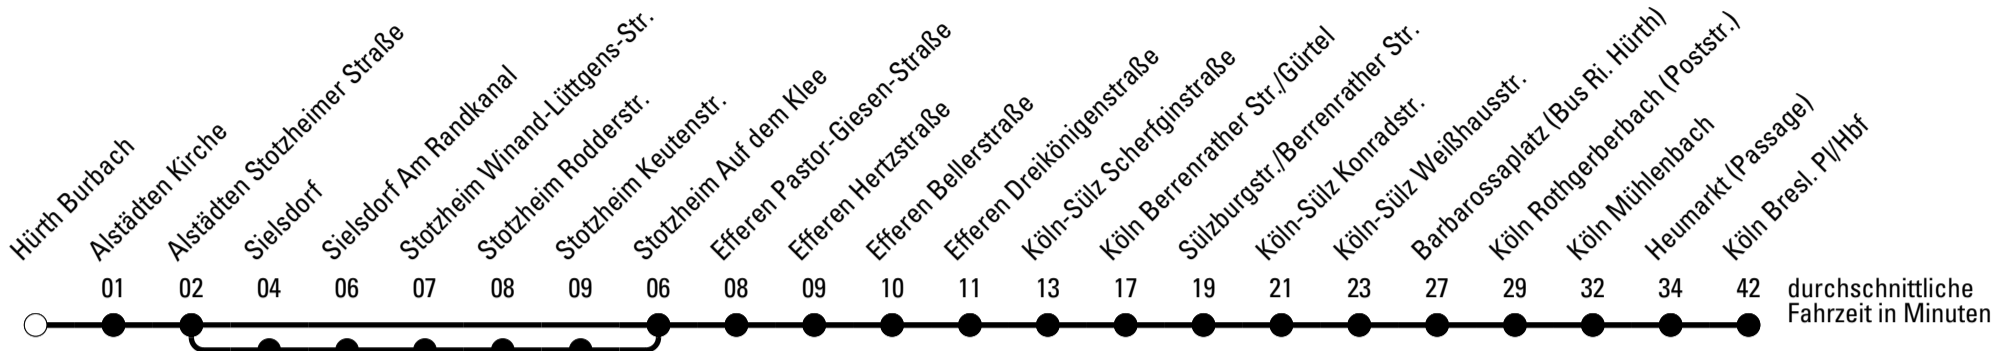 Hürth Burbach
Alstädten Kirche
Alstädten Stotzheimer Straße
Sielsdorf
Sielsdorf Am Randkanal
Stotzheim Winand-Lüttgens-Str.
Stotzheim Rodderstr.
Stotzheim Keutenstr.
Stotzheim Auf dem Klee
Efferen Pastor-Giesen-Straße
Efferen Hertzstraße
Efferen Bellerstraße
Efferen Dreikönigenstraße
Köln-Sülz Scherfginstraße
Köln Berrenrather Str./Gürtel
Sülzburgstr./Berrenrather Str.
Köln-Sülz Konradstr.
Köln-Sülz Weißhausstr.
Barbarossaplatz (Bus Ri. Hürth)
Köln Rothgerberbach (Poststr.)
Köln Mühlenbach
Heumarkt (Passage)
Köln Bresl. Pl/Hbf
01 02 04 06 07 08 09 06 08 09 10 11 13 17 19 21 23 27 29 32 34 42
durchschnittliche
Fahrzeit in Minuten